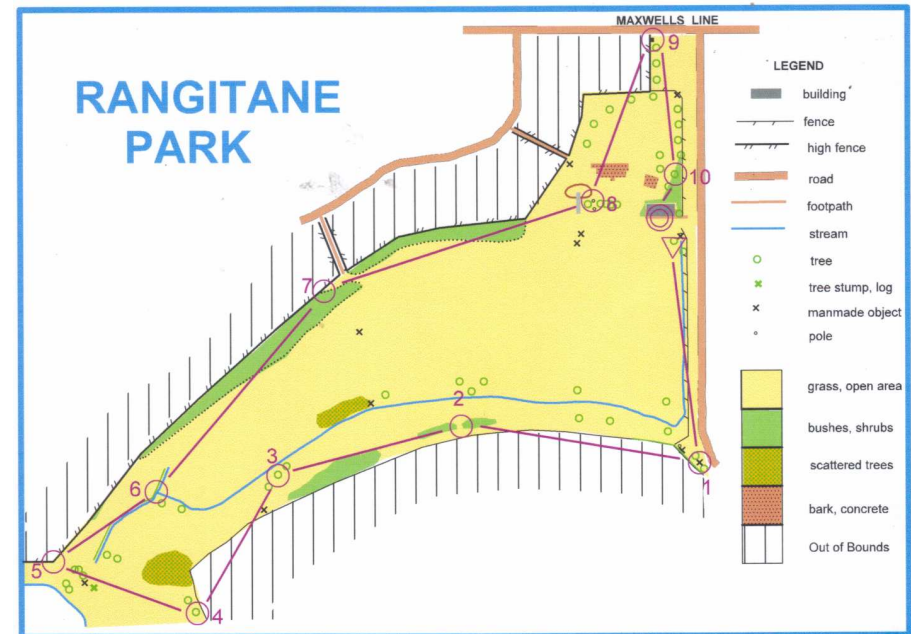 MAXWELLS LINE
RANGITANE
PARK
LEGEND
building
fence
high fence
road
footpath
stream
tree
tree stump, log
manmade object
pole
grass, open area
bushes, shrubs
scattered trees
bark, concrete
Out of Bounds
9
10
8
7
2
3
1
6
5
4